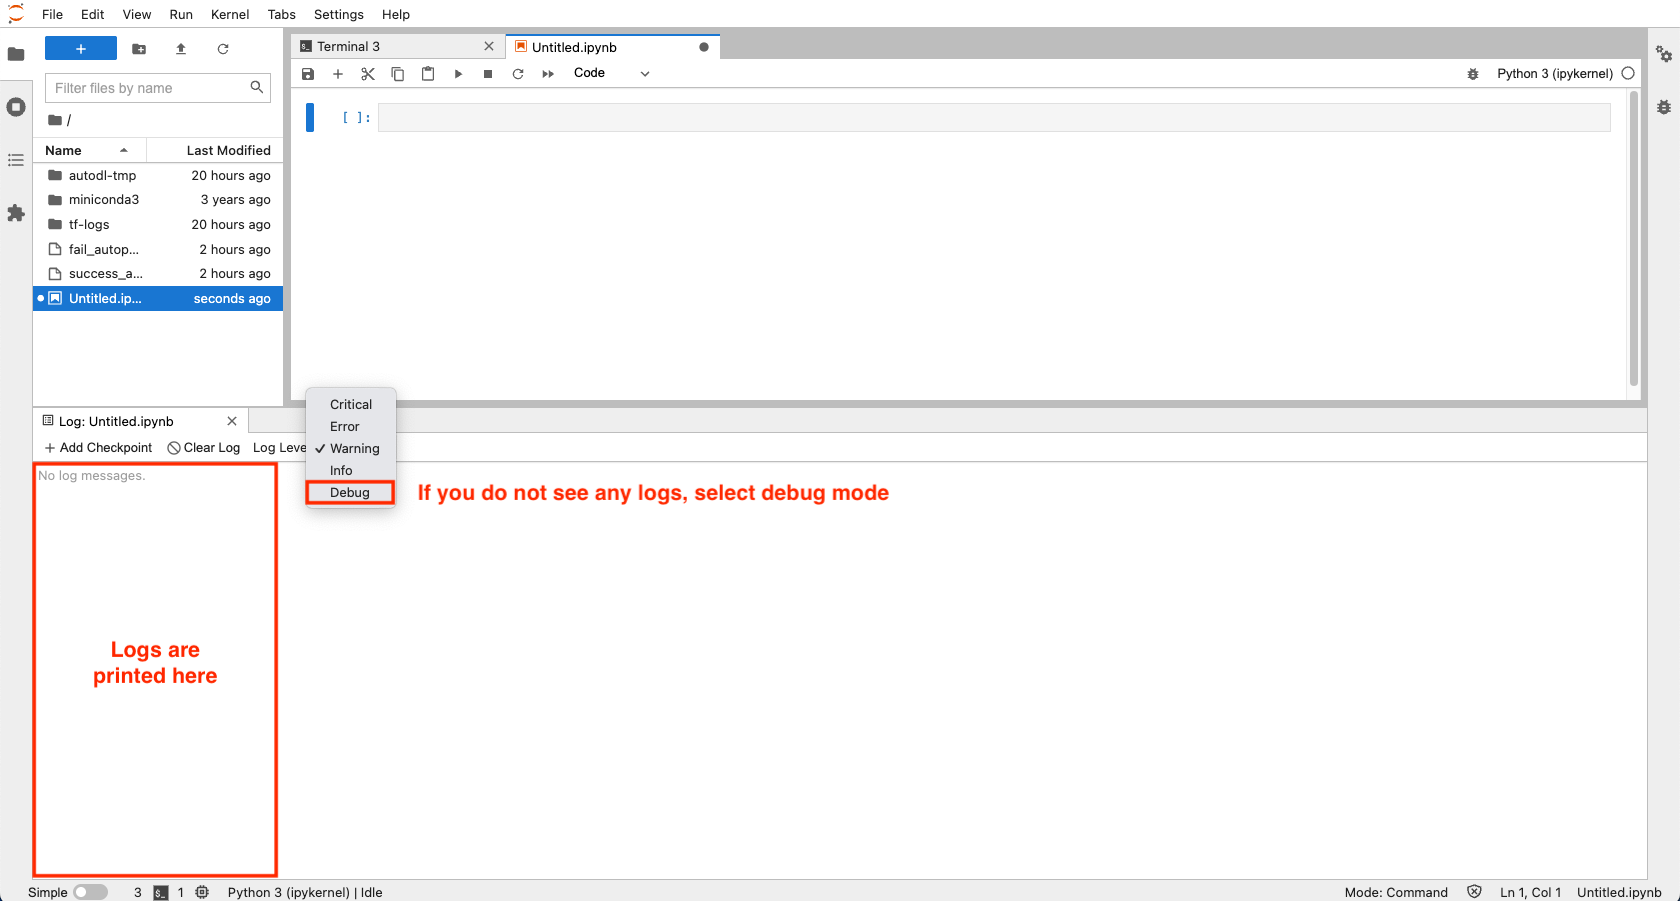 File Edit View Run Kernel Tabs Settings Help
Terminal 3
Untitled.ipynb
Code
Python 3 (ipykernel)
Filter files by name
/
Name Last Modified
autodl-tmp 20 hours ago
miniconda3 3 years ago
tf-logs 20 hours ago
fail_autop... 2 hours ago
success_a... 2 hours ago
Untitled.ip... seconds ago
[ ]:
Log: Untitled.ipynb
Add Checkpoint Clear Log Log Leve
Critical
Error
Warning
Info
Debug
If you do not see any logs, select debug mode
No log messages.
Logs are
printed here
Simple 3 $_ 1 Python 3 (ipykernel) | Idle Mode: Command Ln 1, Col 1 Untitled.ipynb